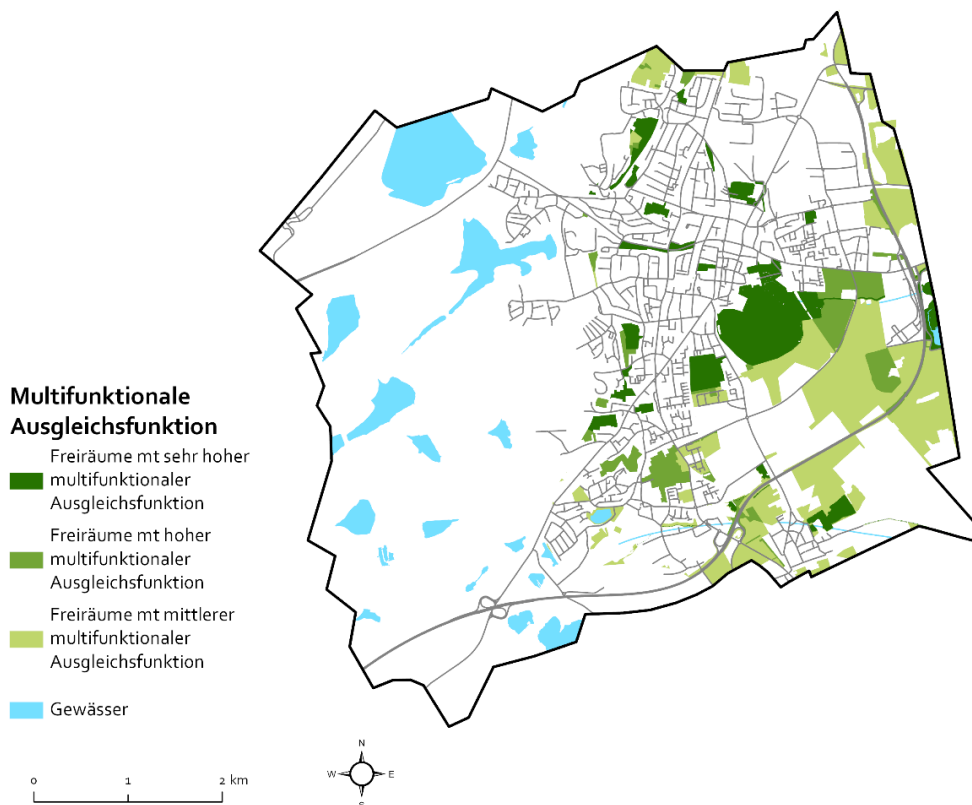 Multifunktionale
Ausgleichsfunktion
Freiräume mt sehr hoher
multifunktionaler
Ausgleichsfunktion
Freiräume mt hoher
multifunktionaler
Ausgleichsfunktion
Freiräume mt mittlerer
multifunktionaler
Ausgleichsfunktion
Gewässer
0 1 2 km
N
W E
S